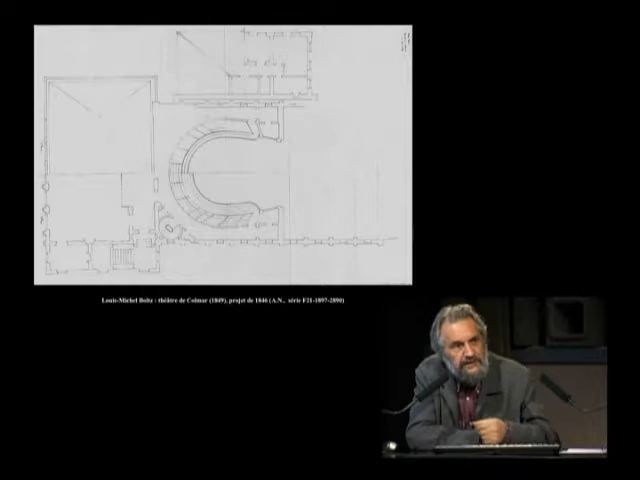 Louis-Michel Boltz : théâtre de Colmar (1849), projet de 1846 (A.N., série F21-1897-2890)